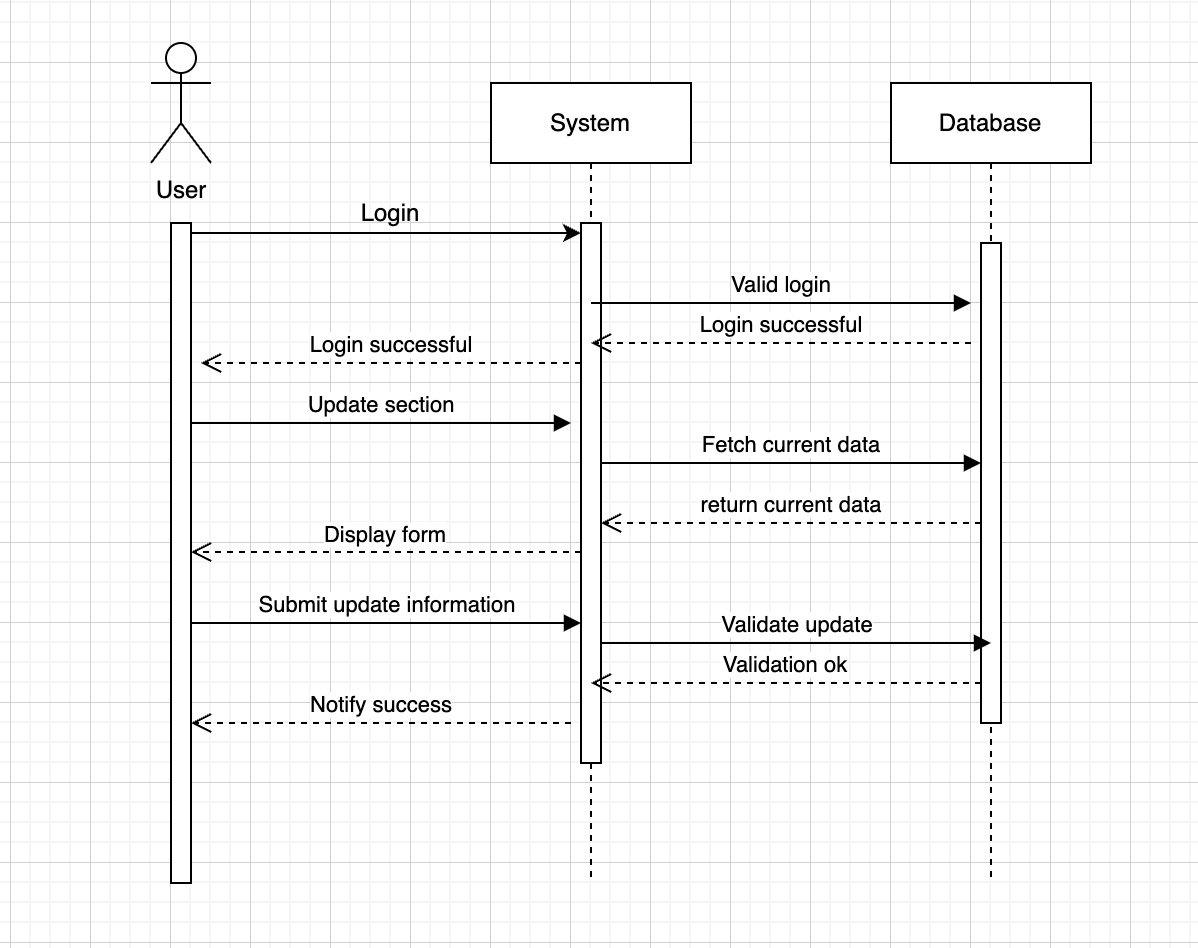 System
Database
User
Login
Valid login
Login successful
Login successful
Update section
Fetch current data
return current data
Display form
Submit update information
Validate update
Validation ok
Notify success